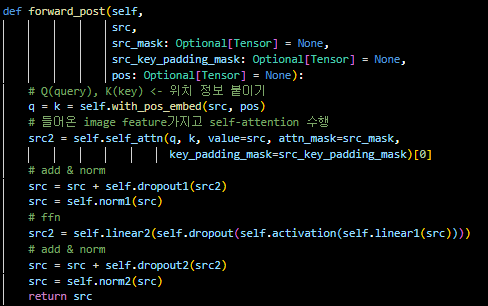 def forward_post(self,
src,
src_mask: Optional[Tensor] = None,
src_key_padding_mask: Optional[Tensor] = None,
pos: Optional[Tensor] = None):
# Q(query), K(key) <- 위치 정보 붙이기
q = k = self.with_pos_embed(src, pos)
# 들어온 image feature가지고 self-attention 수행
src2 = self.self_attn(q, k, value=src, attn_mask=src_mask,
key_padding_mask=src_key_padding_mask)[0]
# add & norm
src = src + self.dropout1(src2)
src = self.norm1(src)
# ffn
src2 = self.linear2(self.dropout(self.activation(self.linear1(src))))
# add & norm
src = src + self.dropout2(src2)
src = self.norm2(src)
return src